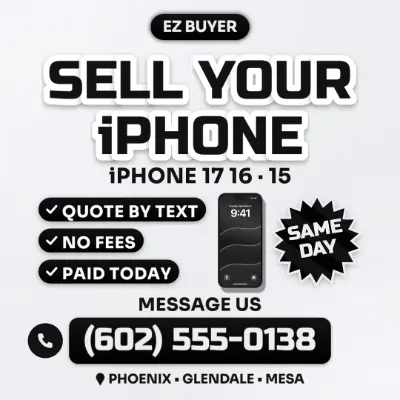 EZ BUYER
SELL YOUR
iPHONE
iPHONE 17 16 · 15
QUOTE BY TEXT
NO FEES
PAID TODAY
9:41
SAME
DAY
MESSAGE US
(602) 555-0138
PHOENIX • GLENDALE • MESA